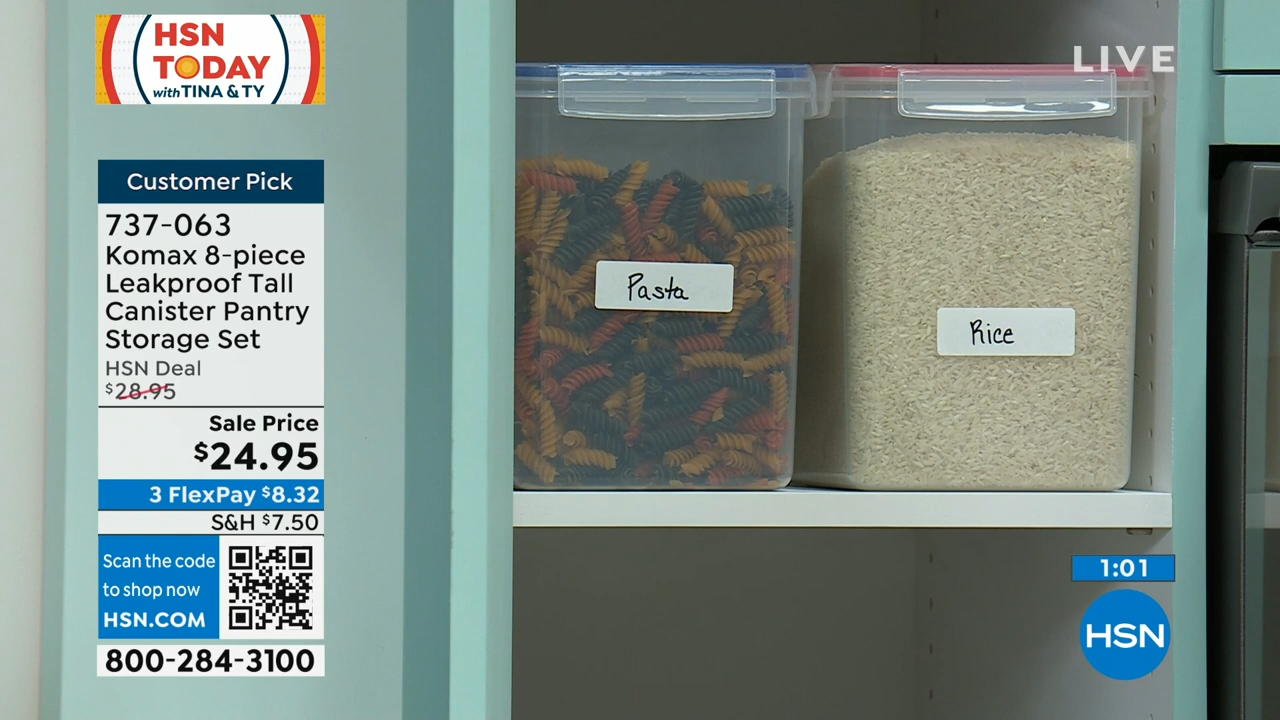 HSN
TODAY
with TINA & TY
LIVE
Customer Pick
737-063
Komax 8-piece
Leakproof Tall
Canister Pantry
Storage Set
HSN Deal
$28.95
Sale Price
$24.95
3 FlexPay $8.32
S&H $7.50
Scan the code
to shop now
HSN.COM
800-284-3100
Pasta
Rice
1:01
HSN